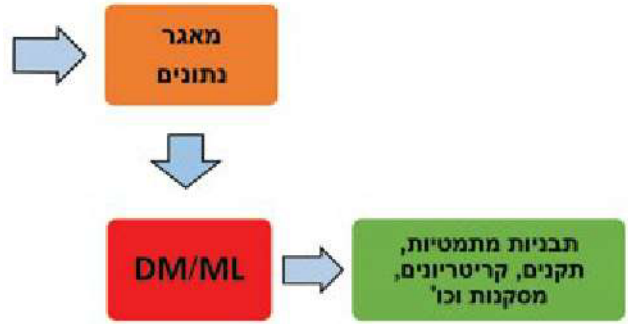 מאגר
נתונים
DM/ML
תבניות מתמטיות,
תקנים, קריטריונים,
מסקנות וכו'